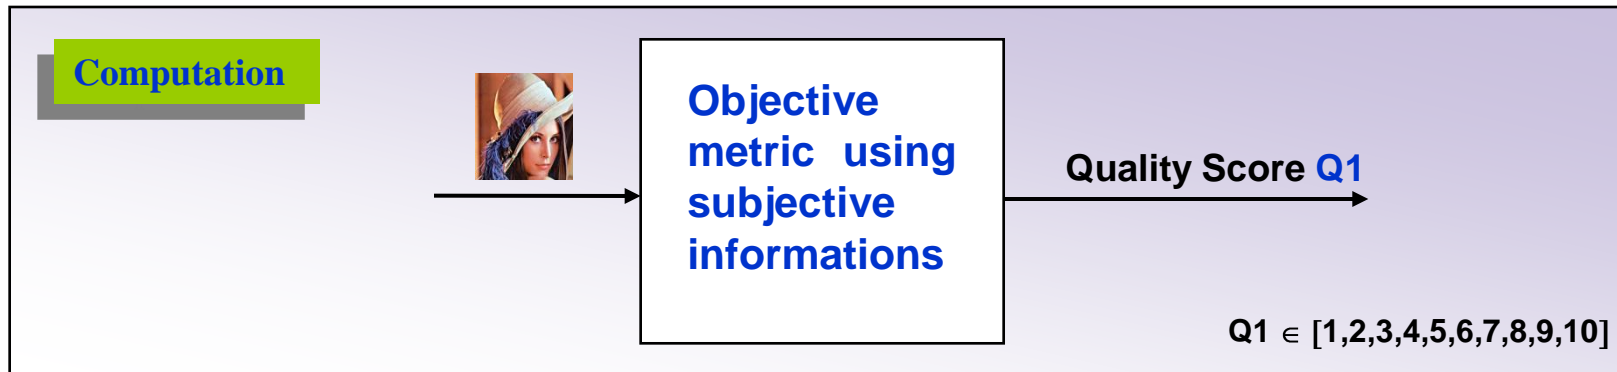 Computation
Objective
metric using
subjective
informations
Quality Score Q1
Q1 ∈ [1,2,3,4,5,6,7,8,9,10]